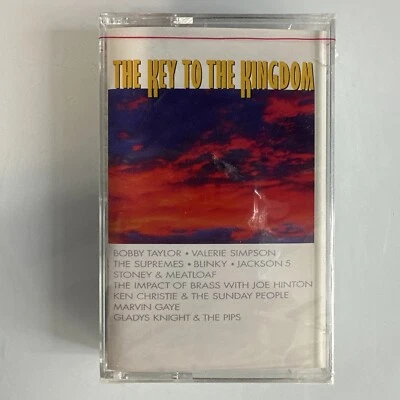 THE KEY TO THE KINGDOM
BOBBY TAYLOR • VALERIE SIMPSON
THE SUPREMES • BLINKY • JACKSON 5
STONEY & MEATLOAF
THE IMPACT OF BRASS WITH JOE HINTON
KEN CHRISTIE & THE SUNDAY PEOPLE
MARVIN GAYE
GLADYS KNIGHT & THE PIPS